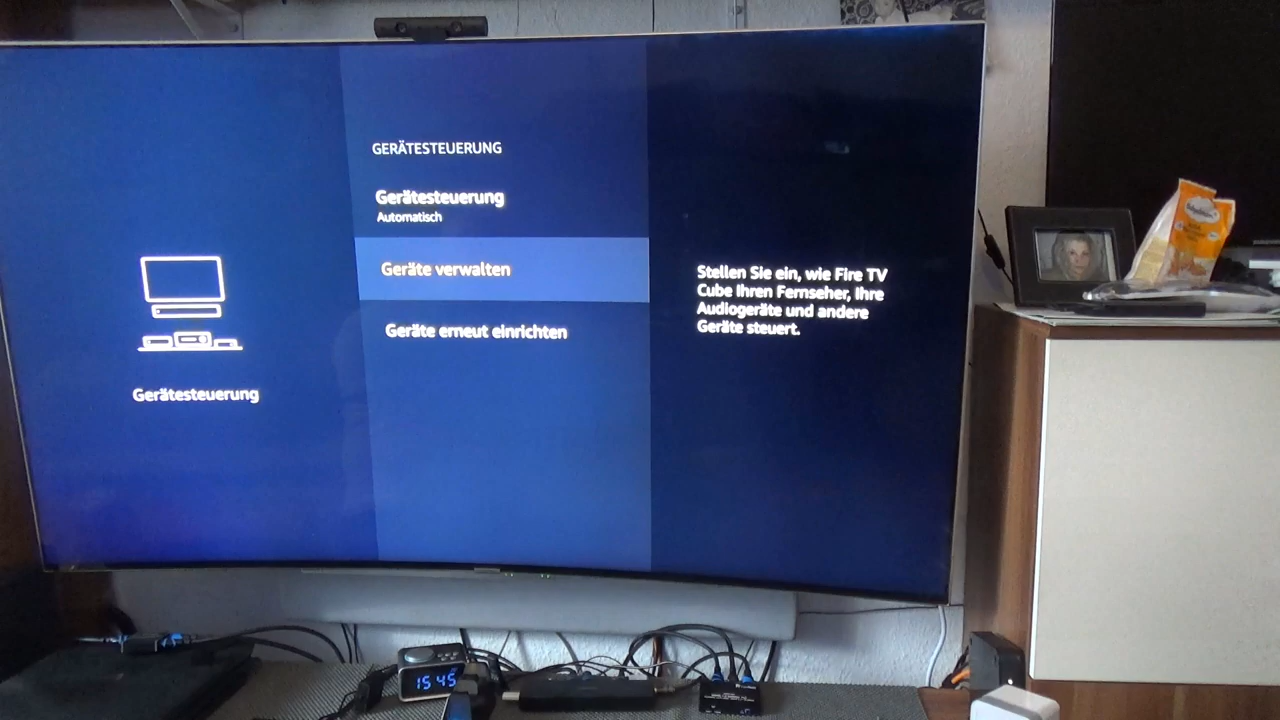 GERÄTESTEUERUNG
Gerätesteuerung
Automatisch
Geräte verwalten
Geräte erneut einrichten
Gerätesteuerung
Stellen Sie ein, wie Fire TV
Cube Ihren Fernseher, Ihre
Audiogeräte und andere
Geräte steuert.
15:45